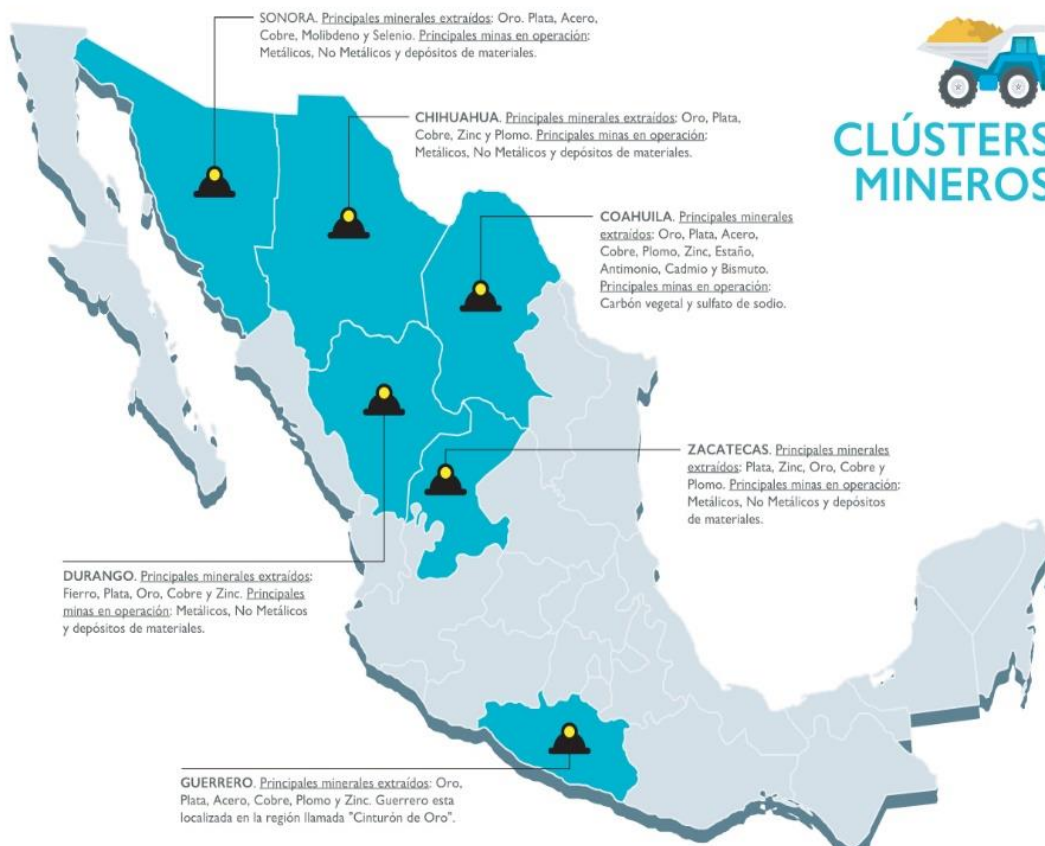 SONORA. Principales minerales extraídos: Oro. Plata, Acero,
Cobre, Molibdeno y Selenio. Principales minas en operación:
Metálicos, No Metálicos y depósitos de materiales.
CHIHUAHUA. Principales minerales extraídos: Oro, Plata,
Cobre, Zinc y Plomo. Principales minas en operación:
Metálicos, No Metálicos y depósitos de materiales.
CLÚSTERS
MINEROS
COAHUILA. Principales minerales
extraídos: Oro, Plata, Acero,
Cobre, Plomo, Zinc, Estaño,
Antimonio, Cadmio y Bismuto.
Principales minas en operación:
Carbón vegetal y sulfato de sodio.
ZACATECAS. Principales minerales
extraídos: Plata, Zinc, Oro, Cobre y
Plomo. Principales minas en operación:
Metálicos, No Metálicos y depósitos
de materiales.
DURANGO. Principales minerales extraídos:
Fierro, Plata, Oro, Cobre y Zinc. Principales
minas en operación: Metálicos, No Metálicos
y depósitos de materiales.
GUERRERO. Principales minerales extraídos: Oro,
Plata, Acero, Cobre, Plomo y Zinc. Guerrero esta
localizada en la región llamada "Cinturón de Oro".